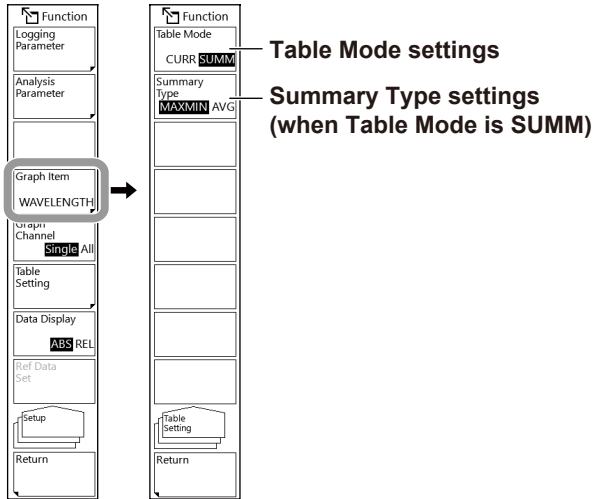 Function
Logging
Parameter
Analysis
Parameter
Graph Item
WAVELENGTH
Graph
Channel
Single All
Table
Setting
Data Display
ABS REL
Ref Data
Set
Setup
Return
Function
Table Mode
CURR SUMM
Summary
Type
MAXMIN AVG
Table
Setting
Return
Table Mode settings
Summary Type settings
(when Table Mode is SUMM)